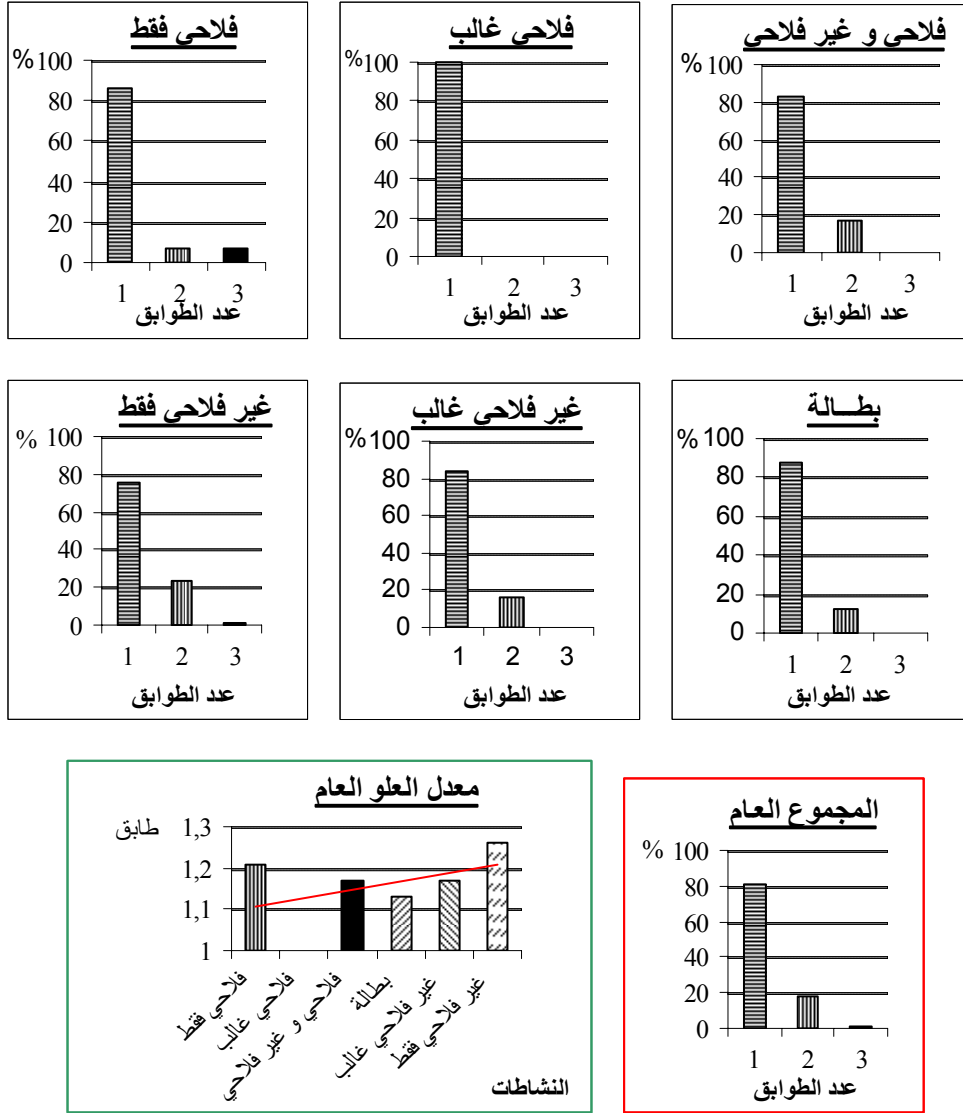 فلاحي فقط
% 100
80
60
40
20
0
1 2 3
عدد الطوابق
فلاحي غالب
% 100
80
60
40
20
0
1 2 3
عدد الطوابق
فلاحي و غير فلاحي
% 100
80
60
40
20
0
1 2 3
عدد الطوابق
غير فلاحي فقط
% 100
80
60
40
20
0
1 2 3
عدد الطوابق
غير فلاحي غالب
% 100
80
60
40
20
0
1 2 3
عدد الطوابق
بطـــالة
% 100
80
60
40
20
0
1 2 3
عدد الطوابق
معدل العلو العام
طابق
1,3
1,2
1,1
1
فلاحي فقط
فلاحي غالب
فلاحي و غير فلاحي
بطالة
غير فلاحي غالب
غير فلاحي فقط
النشاطات
المجموع العام
% 100
80
60
40
20
0
1 2 3
عدد الطوابق